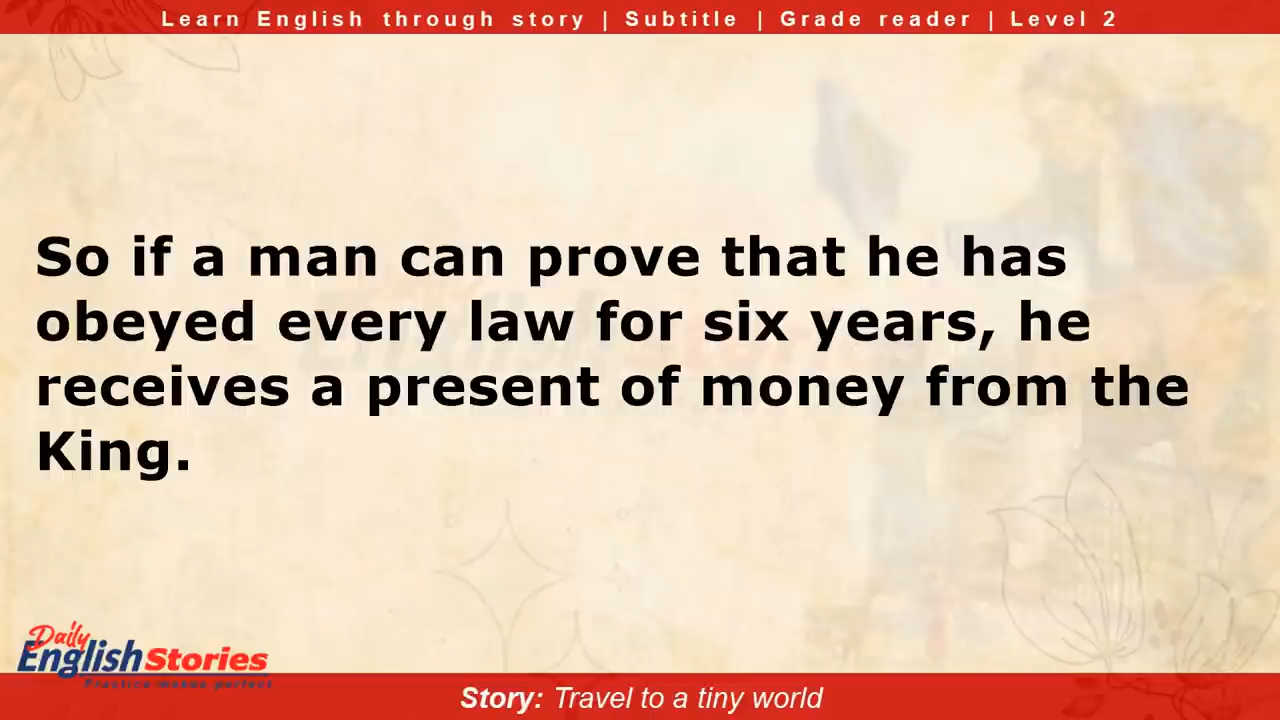 Learn English through story | Subtitle | Grade reader | Level 2
So if a man can prove that he has
obeyed every law for six years, he
receives a present of money from the
King.
Daily
English Stories
Practice makes perfect
Story: Travel to a tiny world